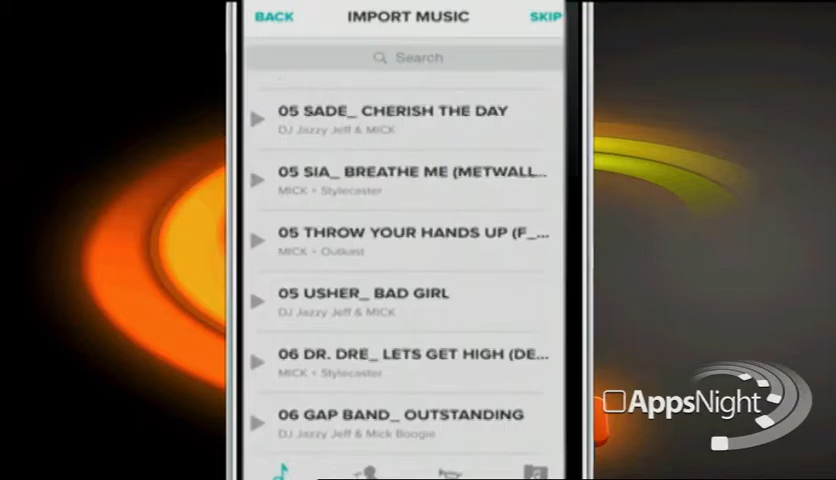 BACK IMPORT MUSIC SKIP
Search
05 SADE_ CHERISH THE DAY
DJ Jazzy Jeff & MICK
05 SIA_ BREATHE ME (METWALL...
MICK + Stylecaster
05 THROW YOUR HANDS UP (F_...
MICK + Outkast
05 USHER_ BAD GIRL
DJ Jazzy Jeff & MICK
06 DR. DRE_ LETS GET HIGH (DE...
MICK + Stylecaster
06 GAP BAND_ OUTSTANDING
DJ Jazzy Jeff & Mick Boogie
AppsNight